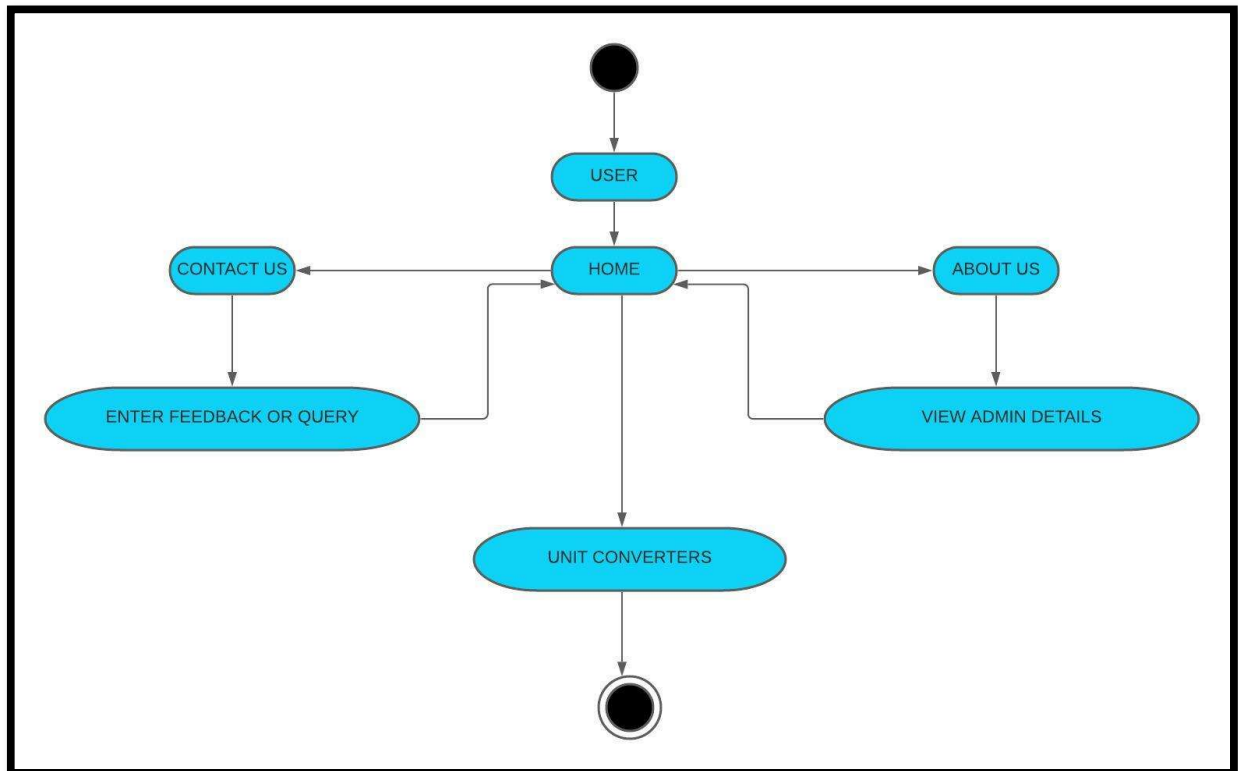 USER
CONTACT US
HOME
ABOUT US
ENTER FEEDBACK OR QUERY
VIEW ADMIN DETAILS
UNIT CONVERTERS